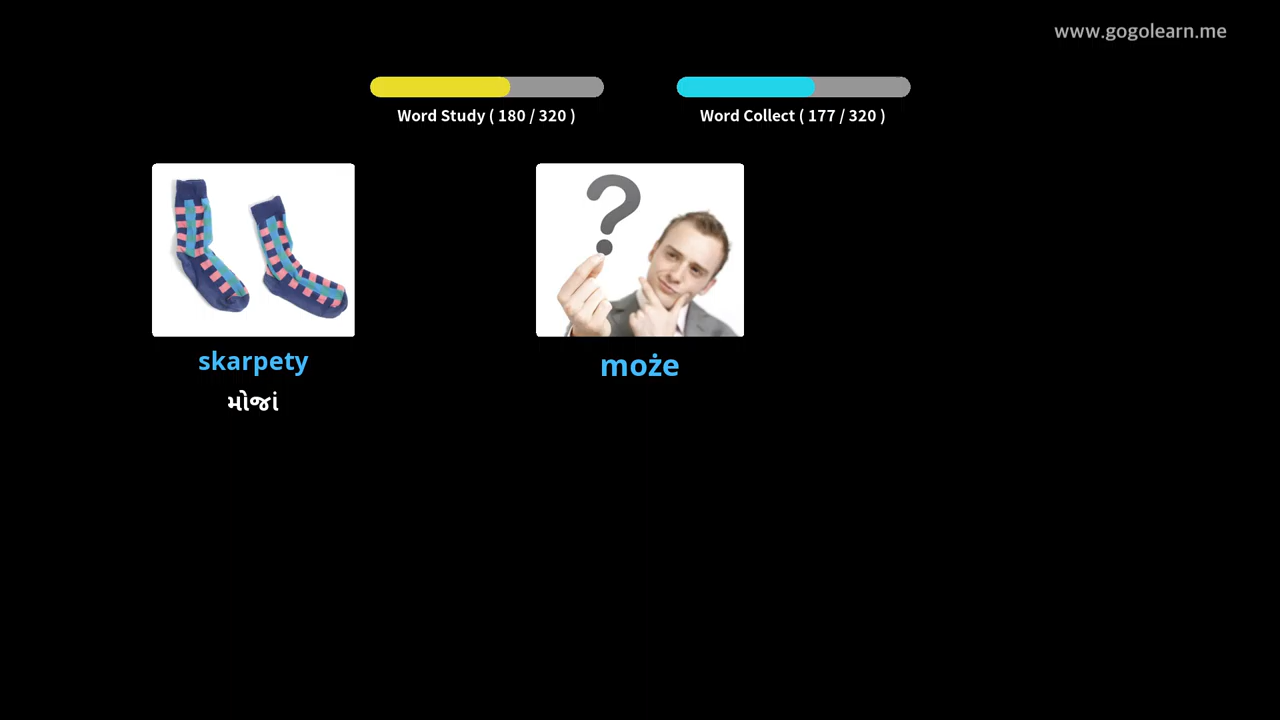 www.gogolearn.me
Word Study ( 180 / 320 )
Word Collect ( 177 / 320 )
?
skarpety
może
મોજાં